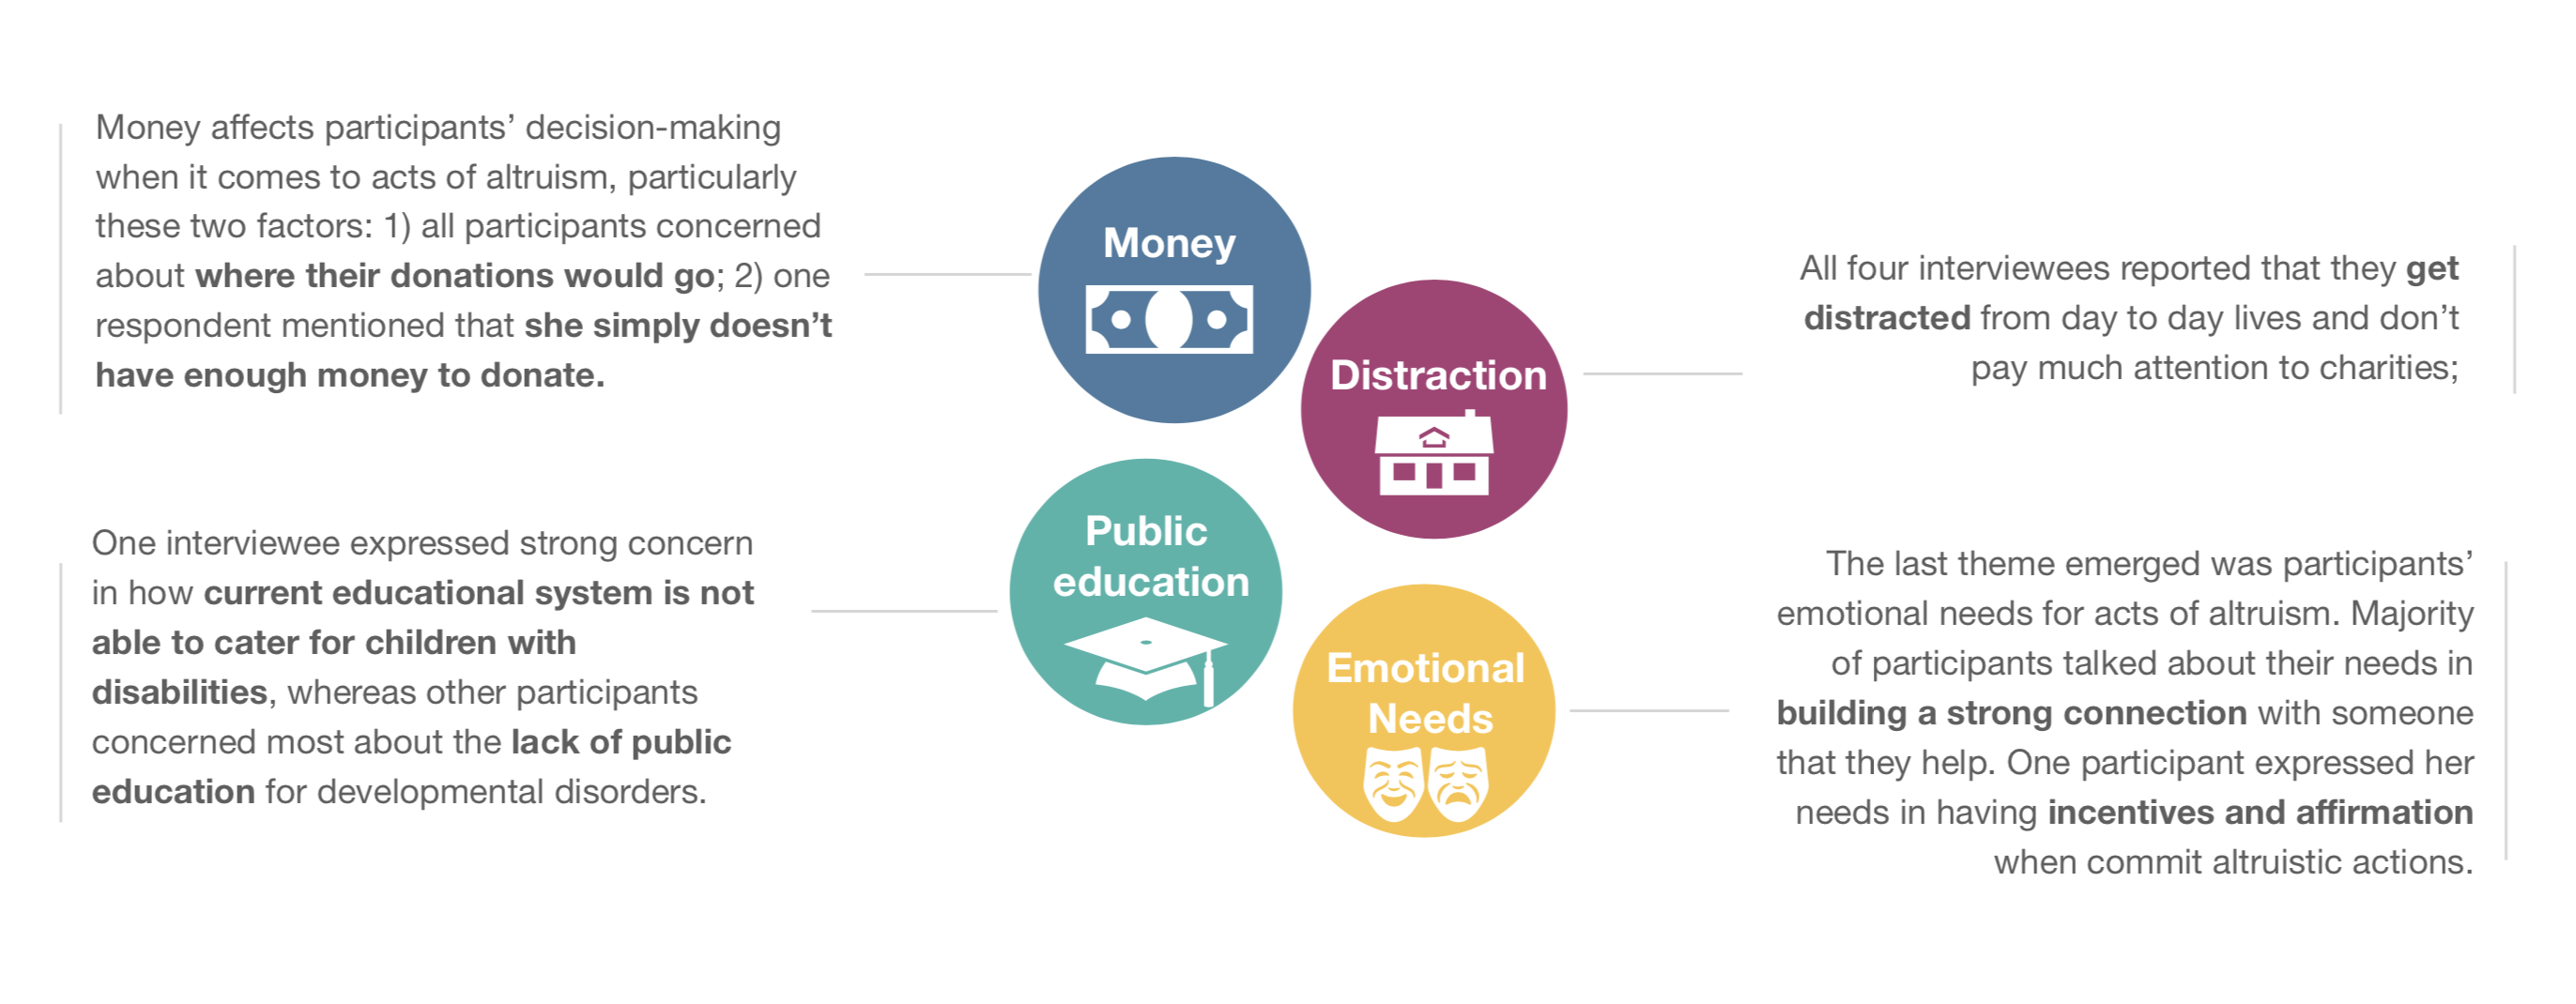 Money affects participants’ decision-making
when it comes to acts of altruism, particularly
these two factors: 1) all participants concerned
about where their donations would go; 2) one
respondent mentioned that she simply doesn’t
have enough money to donate.
Money
Distraction
All four interviewees reported that they get
distracted from day to day lives and don’t
pay much attention to charities;
One interviewee expressed strong concern
in how current educational system is not
able to cater for children with
disabilities, whereas other participants
concerned most about the lack of public
education for developmental disorders.
Public
education
Emotional
Needs
The last theme emerged was participants’
emotional needs for acts of altruism. Majority
of participants talked about their needs in
building a strong connection with someone
that they help. One participant expressed her
needs in having incentives and affirmation
when commit altruistic actions.